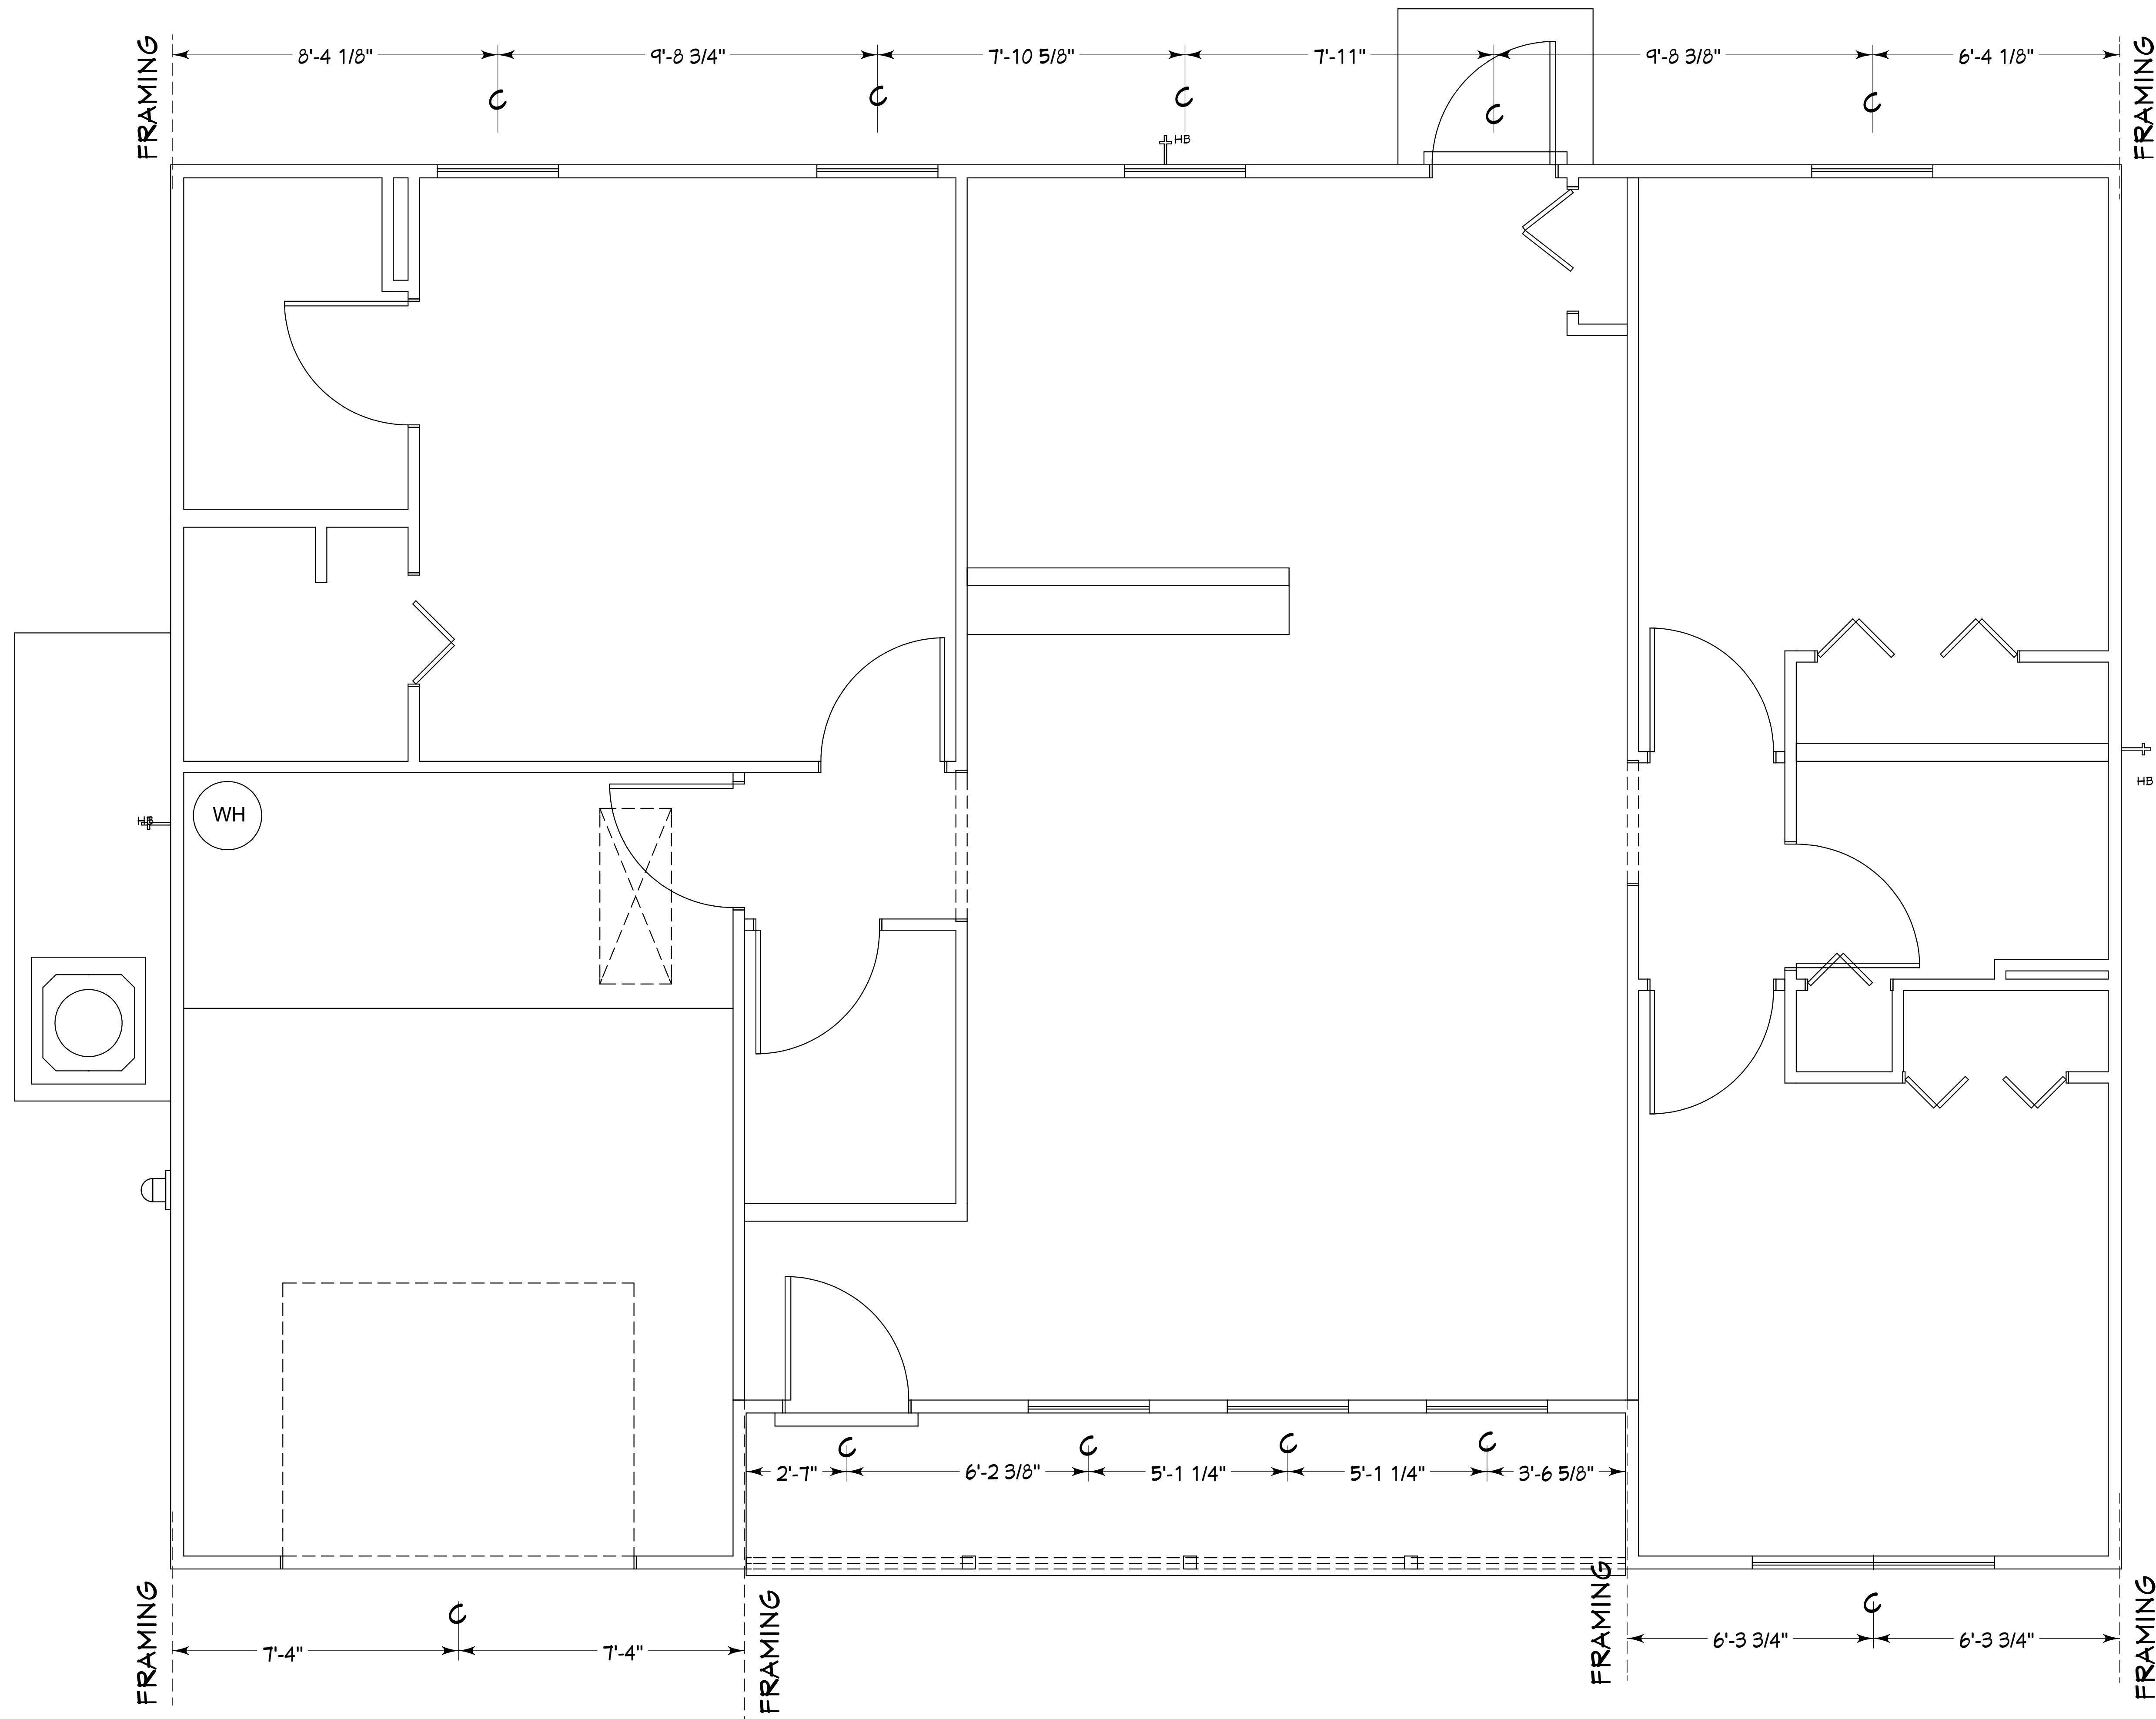 FRAMING
8'-4 1/8" 9'-8 3/4" 7'-10 5/8" 7'-11" 9'-8 3/8" 6'-4 1/8"
FRAMING
C C C C C
HB
WH
HB
HB
C C C C
2'-7" 6'-2 3/8" 5'-1 1/4" 5'-1 1/4" 3'-6 5/8"
FRAMING
FRAMING
FRAMING
FRAMING
C
C
7'-4" 7'-4"
6'-3 3/4" 6'-3 3/4"